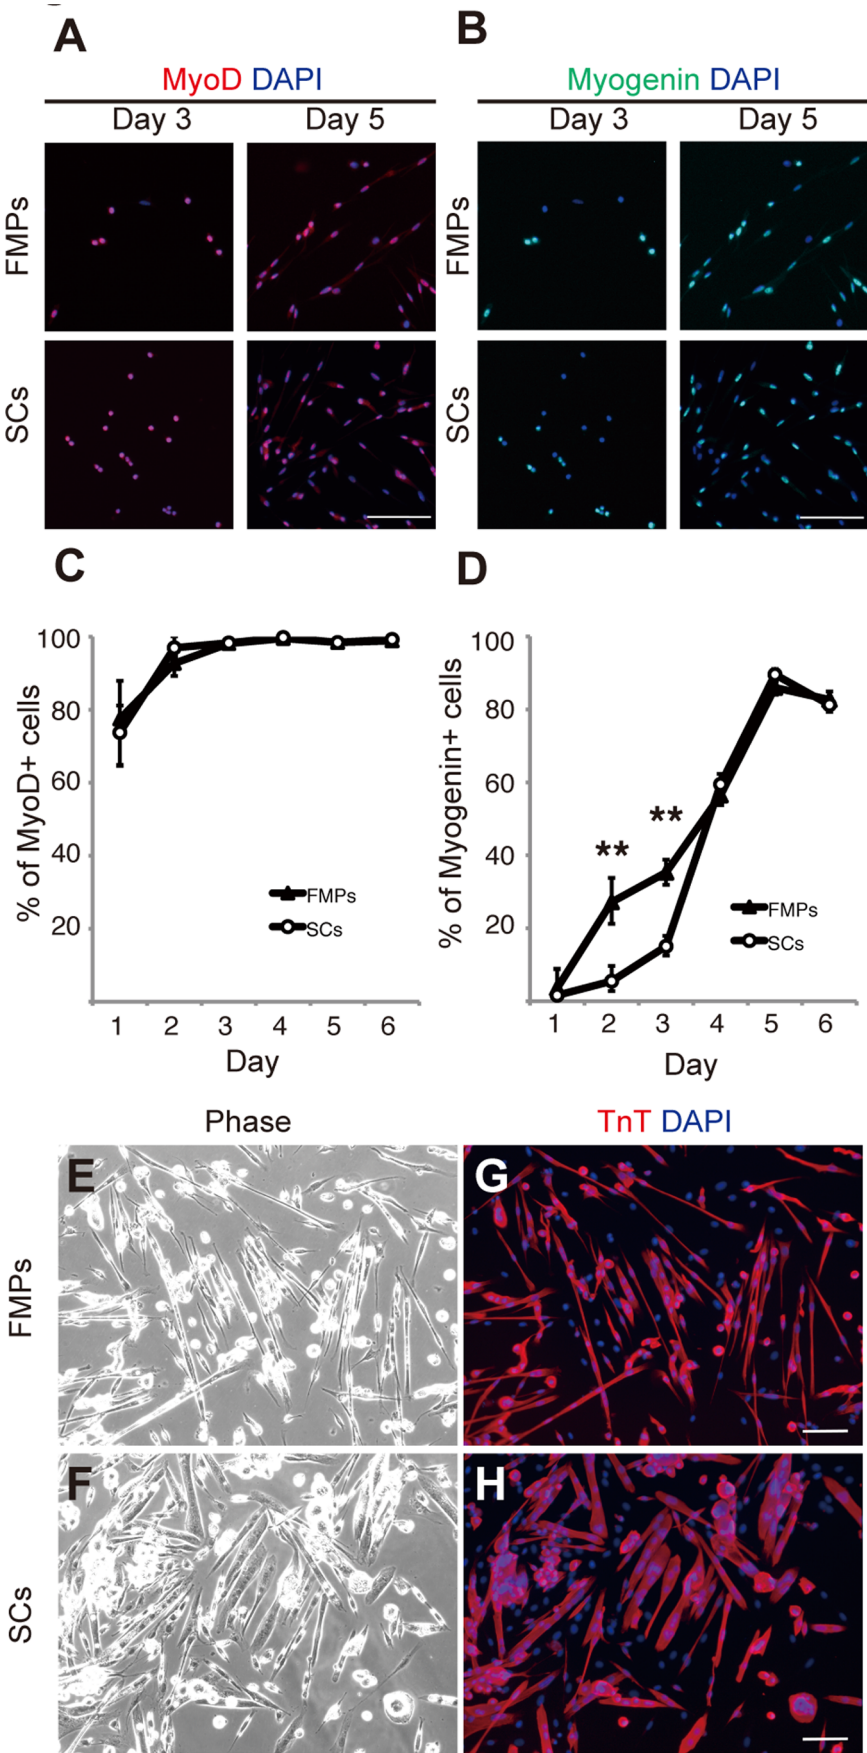 A
B
MyoD DAPI
Myogenin DAPI
Day 3 Day 5
Day 3 Day 5
FMPs
FMPs
SCs
SCs
C
D
% of MyoD+ cells
100
80
60
40
20
FMPs
SCs
1 2 3 4 5 6
Day
% of Myogenin+ cells
100
80
60
40
20
**
**
FMPs
SCs
1 2 3 4 5 6
Day
Phase
TnT DAPI
FMPs
E
G
SCs
F
H